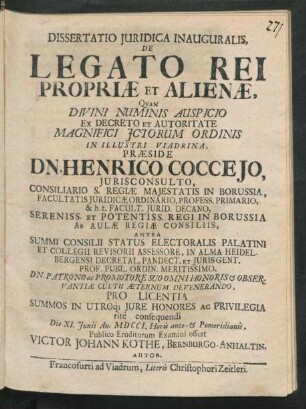 271
DISSERTATIO JURIDICA INAUGURALIS,
DE
LEGATO REI
PROPRIÆ ET ALIENÆ,
QVAM
DIVINI NUMINIS AUSPICIO
EX DECRETO ET AUTORITATE
MAGNIFICI JCTORUM ORDINIS
IN ILLUSTRI VIADRINA,
PRÆSIDE
DN. HENRICO COCCEJO,
JURISCONSULTO,
CONSILIARIO S. REGIÆ MAJESTATIS IN BORUSSIA,
FACULTATIS JURIDICÆ ORDINARIO, PROFESS. PRIMARIO,
& h. t. FACULT. JURID. DECANO,
SERENISS. ET POTENTISS. REGI IN BORUSSIA
AB AULÆ REGIÆ CONSILIIS,
ANTEA
SUMMI CONSILII STATUS ELECTORALIS PALATINI
ET COLLEGII REVISORII ASSESSORE, IN ALMA HEIDEL-
BERGENSI DECRETAL. PANDECT. ET JURISGENT.
PROF. PUBL. ORDIN. MERITISSIMO,
DN. PATRONO AC PROMOTORE SUO OMNI HONORIS & OBSER-
VANTIÆ CULTU ÆTERNUM DEVENERANDO,
PRO LICENTIA
SUMMOS IN UTROq; JURE HONORES AC PRIVILEGIA
rite consequendi
Die XI. Junii An. MDCCI, Horis ante- & Pomeridianis,
Publico Eruditorum Examini offert
VICTOR JOHANN KOTHE, BERNBURGO-ANHALTIN.
AUTOR.
Francofurti ad Viadrum, Literis Christophori Zeitleri.